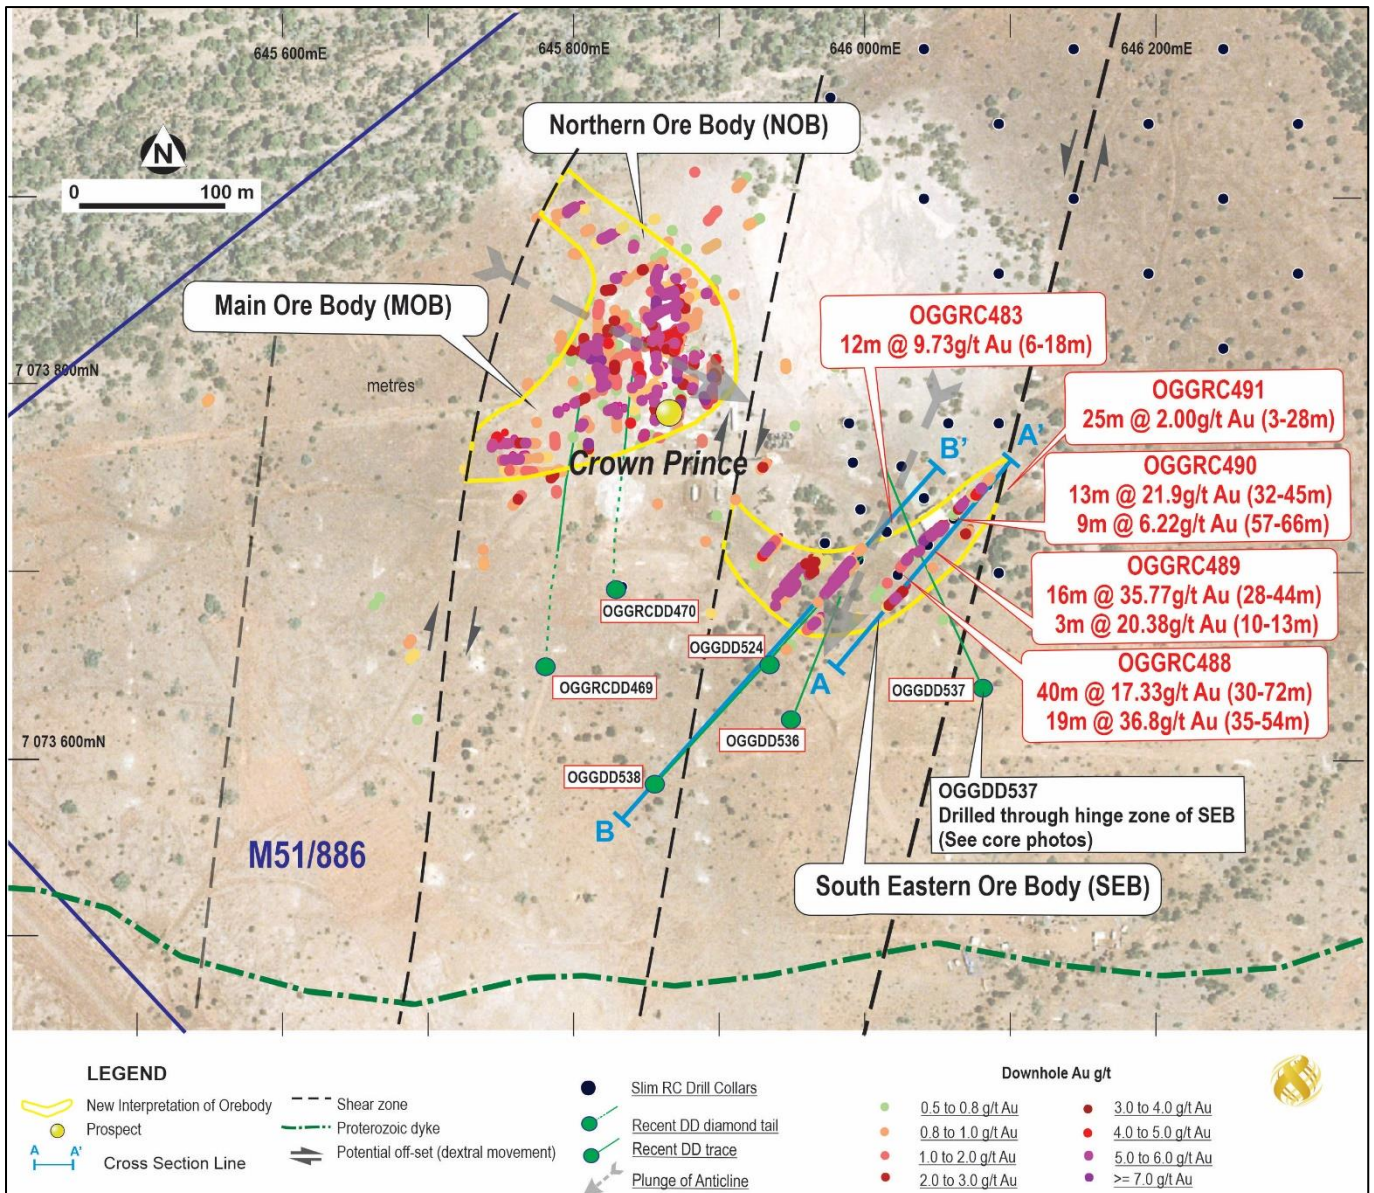 645 600mE
645 800mE
646 000mE
646 200mE
Northern Ore Body (NOB)
N
0 100 m
Main Ore Body (MOB)
OGGRC483
12m @ 9.73g/t Au (6-18m)
7 073 800mN
metres
OGGRC491
25m @ 2.00g/t Au (3-28m)
Crown Prince
B'
A'
OGGRC490
13m @ 21.9g/t Au (32-45m)
9m @ 6.22g/t Au (57-66m)
OGGRC489
16m @ 35.77g/t Au (28-44m)
3m @ 20.38g/t Au (10-13m)
OGGRCDD470
OGGDD524
OGGRCDD469
A
OGGDD537
OGGRC488
40m @ 17.33g/t Au (30-72m)
19m @ 36.8g/t Au (35-54m)
7 073 600mN
OGGDD536
OGGDD538
B
OGGDD537
Drilled through hinge zone of SEB
(See core photos)
M51/886
South Eastern Ore Body (SEB)
LEGEND
New Interpretation of Orebody
Prospect
A A'
Cross Section Line
Shear zone
Proterozoic dyke
Potential off-set (dextral movement)
Slim RC Drill Collars
Recent DD diamond tail
Recent DD trace
Plunge of Anticline
Downhole Au g/t
0.5 to 0.8 g/t Au
0.8 to 1.0 g/t Au
1.0 to 2.0 g/t Au
2.0 to 3.0 g/t Au
3.0 to 4.0 g/t Au
4.0 to 5.0 g/t Au
5.0 to 6.0 g/t Au
>= 7.0 g/t Au